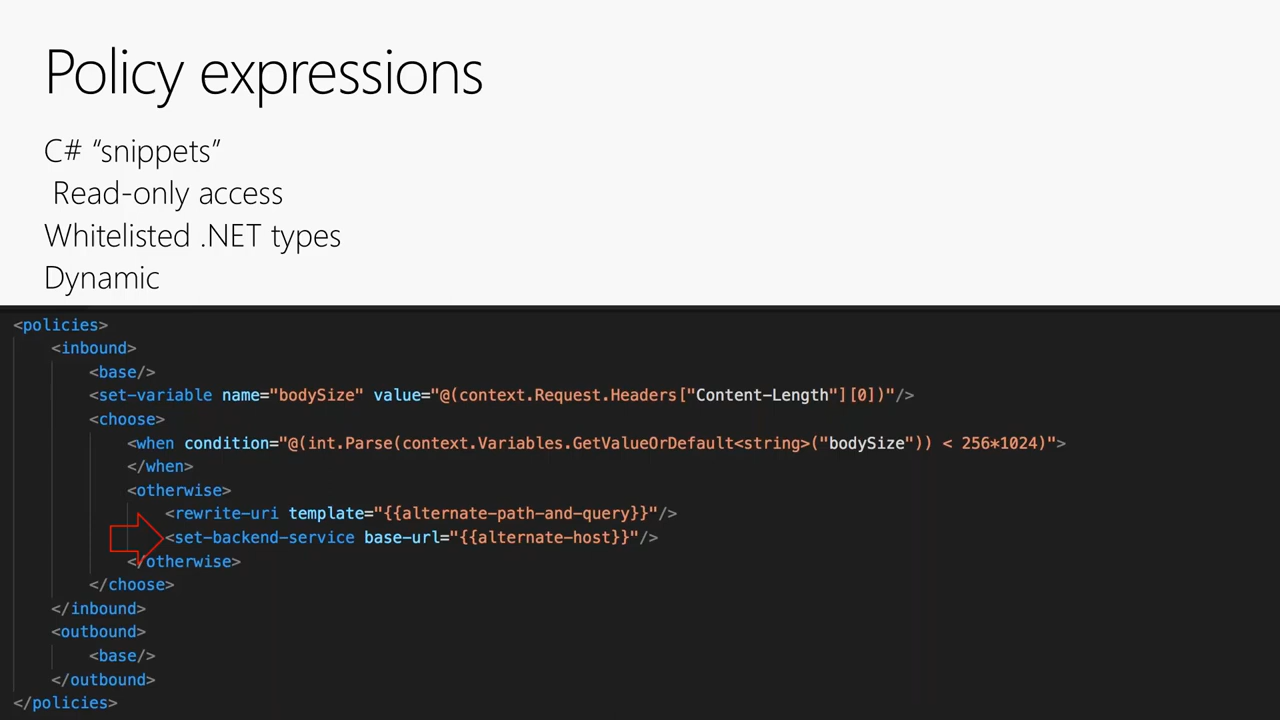 Policy expressions
C# “snippets”
Read-only access
Whitelisted .NET types
Dynamic
<policies>
<inbound>
<base/>
<set-variable name="bodySize" value="@(context.Request.Headers["Content-Length"][0])"/>
<choose>
<when condition="@(int.Parse(context.Variables.GetValueOrDefault<string>("bodySize")) < 256*1024)">
</when>
<otherwise>
<rewrite-uri template="{{alternate-path-and-query}}"/>
<set-backend-service base-url="{{alternate-host}}"/>
</otherwise>
</choose>
</inbound>
<outbound>
<base/>
</outbound>
</policies>